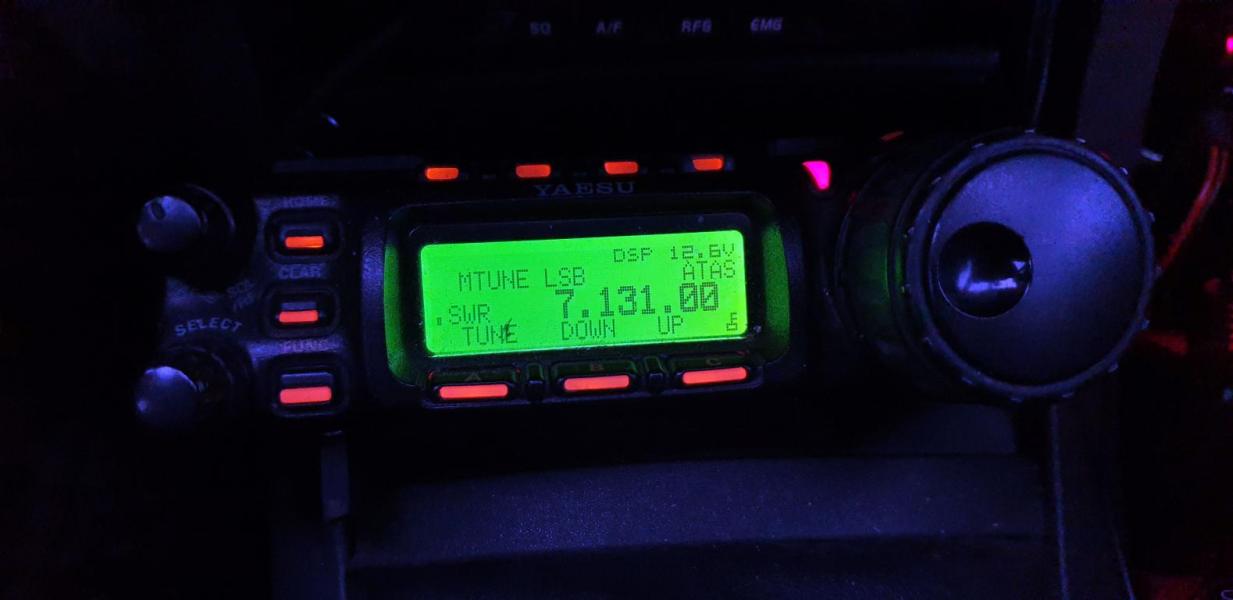 SQ A/F RFG EMG
YAESU
HOME
DSP 12.6V
MTUNE LSB ATAS
CLAR
7.131.00
SWR
SELECT
TUNE DOWN UP
FUNC
A B C